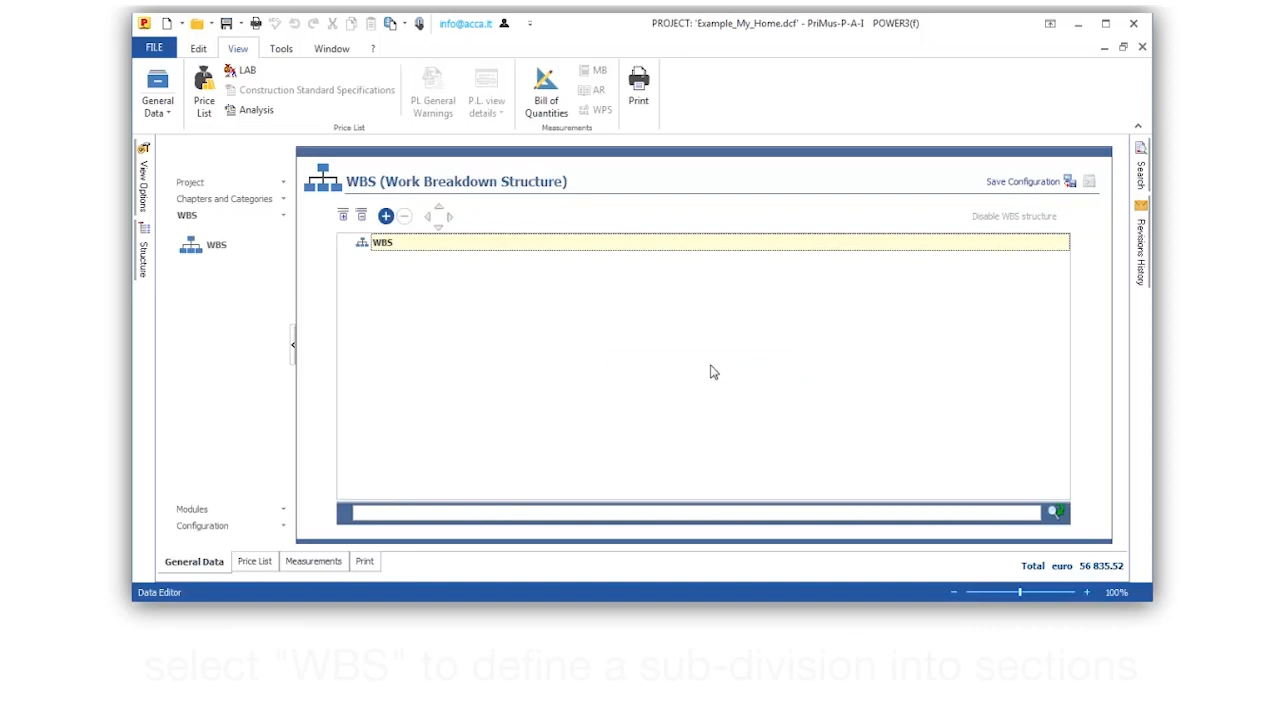 info@acca.it
PROJECT: 'Example_My_Home.dcf' - PriMus-P-A-I POWER3(f)
FILE Edit View Tools Window ?
General Data
Price List
LAB
Construction Standard Specifications
Analysis
PL General Warnings
P.L. view details
Price List
Bill of Quantities
MB
AR
WPS
Measurements
Print
View Options
Structure
Project
Chapters and Categories
WBS
WBS
Modules
Configuration
WBS (Work Breakdown Structure)
Save Configuration
Disable WBS structure
WBS
Search
Revisions History
General Data Price List Measurements Print
Total euro 56 835.52
Data Editor
100%
select "WBS" to define a sub-division into sections